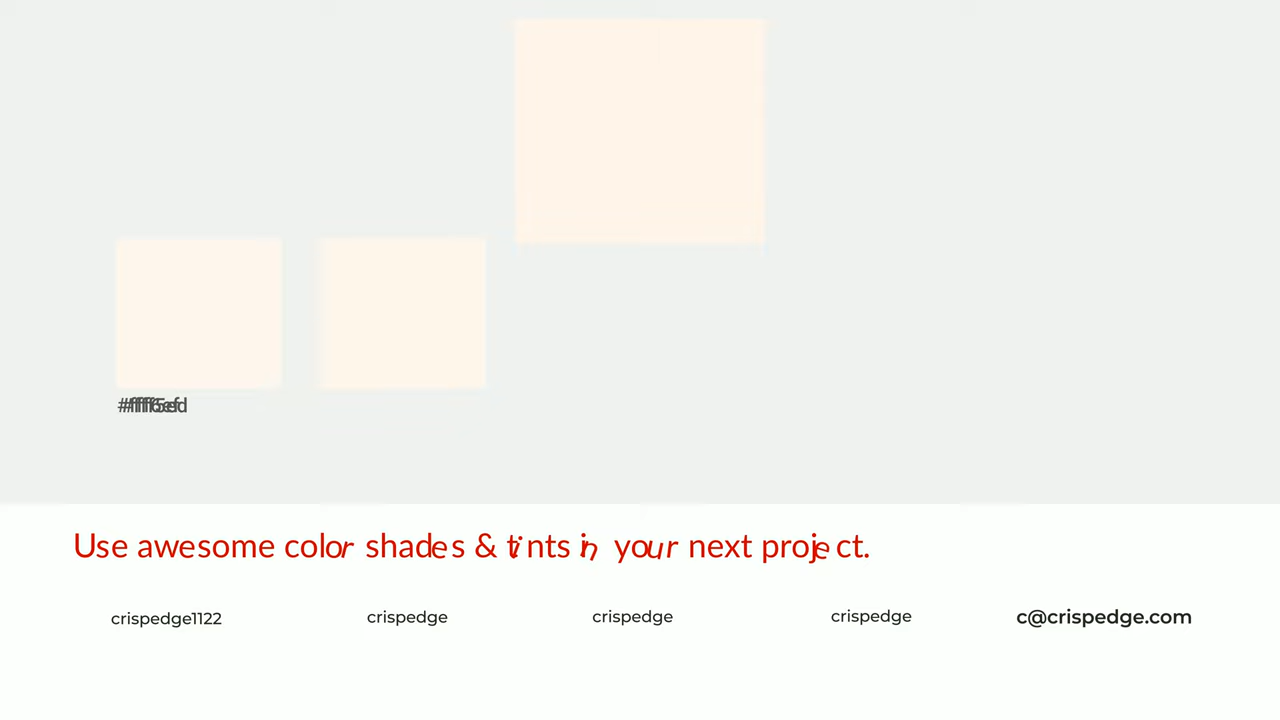 Use awesome color shades & tints in your next project.
crispedge1122 crispedge crispedge crispedge c@crispedge.com